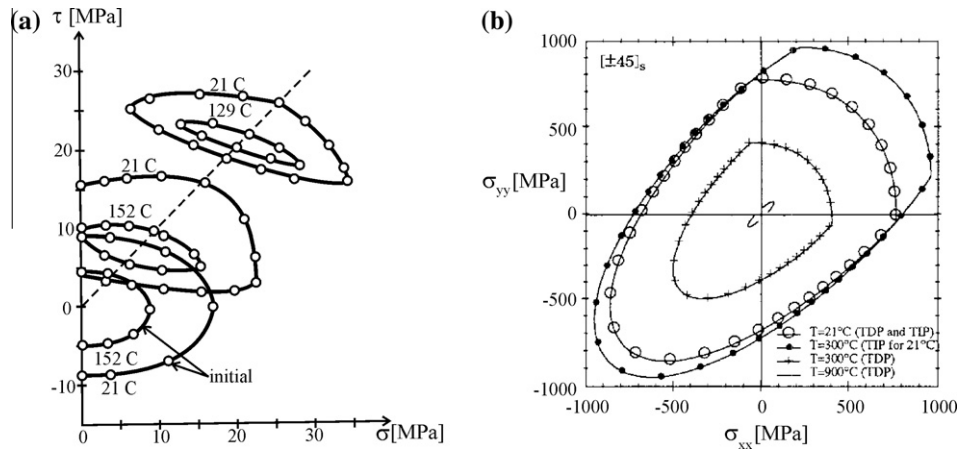 (a)
τ [MPa]
30
20
10
0
-10
21 C
129 C
21 C
152 C
152 C
21 C
initial
0
10
20
30
σ[MPa]
(b)
1000
500
0
-500
-1000
σyy [MPa]
[±45]s
T=21°C (TDP and TIP)
T=300°C (TIP for 21°C)
T=300°C (TDP)
T=900°C (TDP)
-1000
-500
0
500
1000
σxx [MPa]